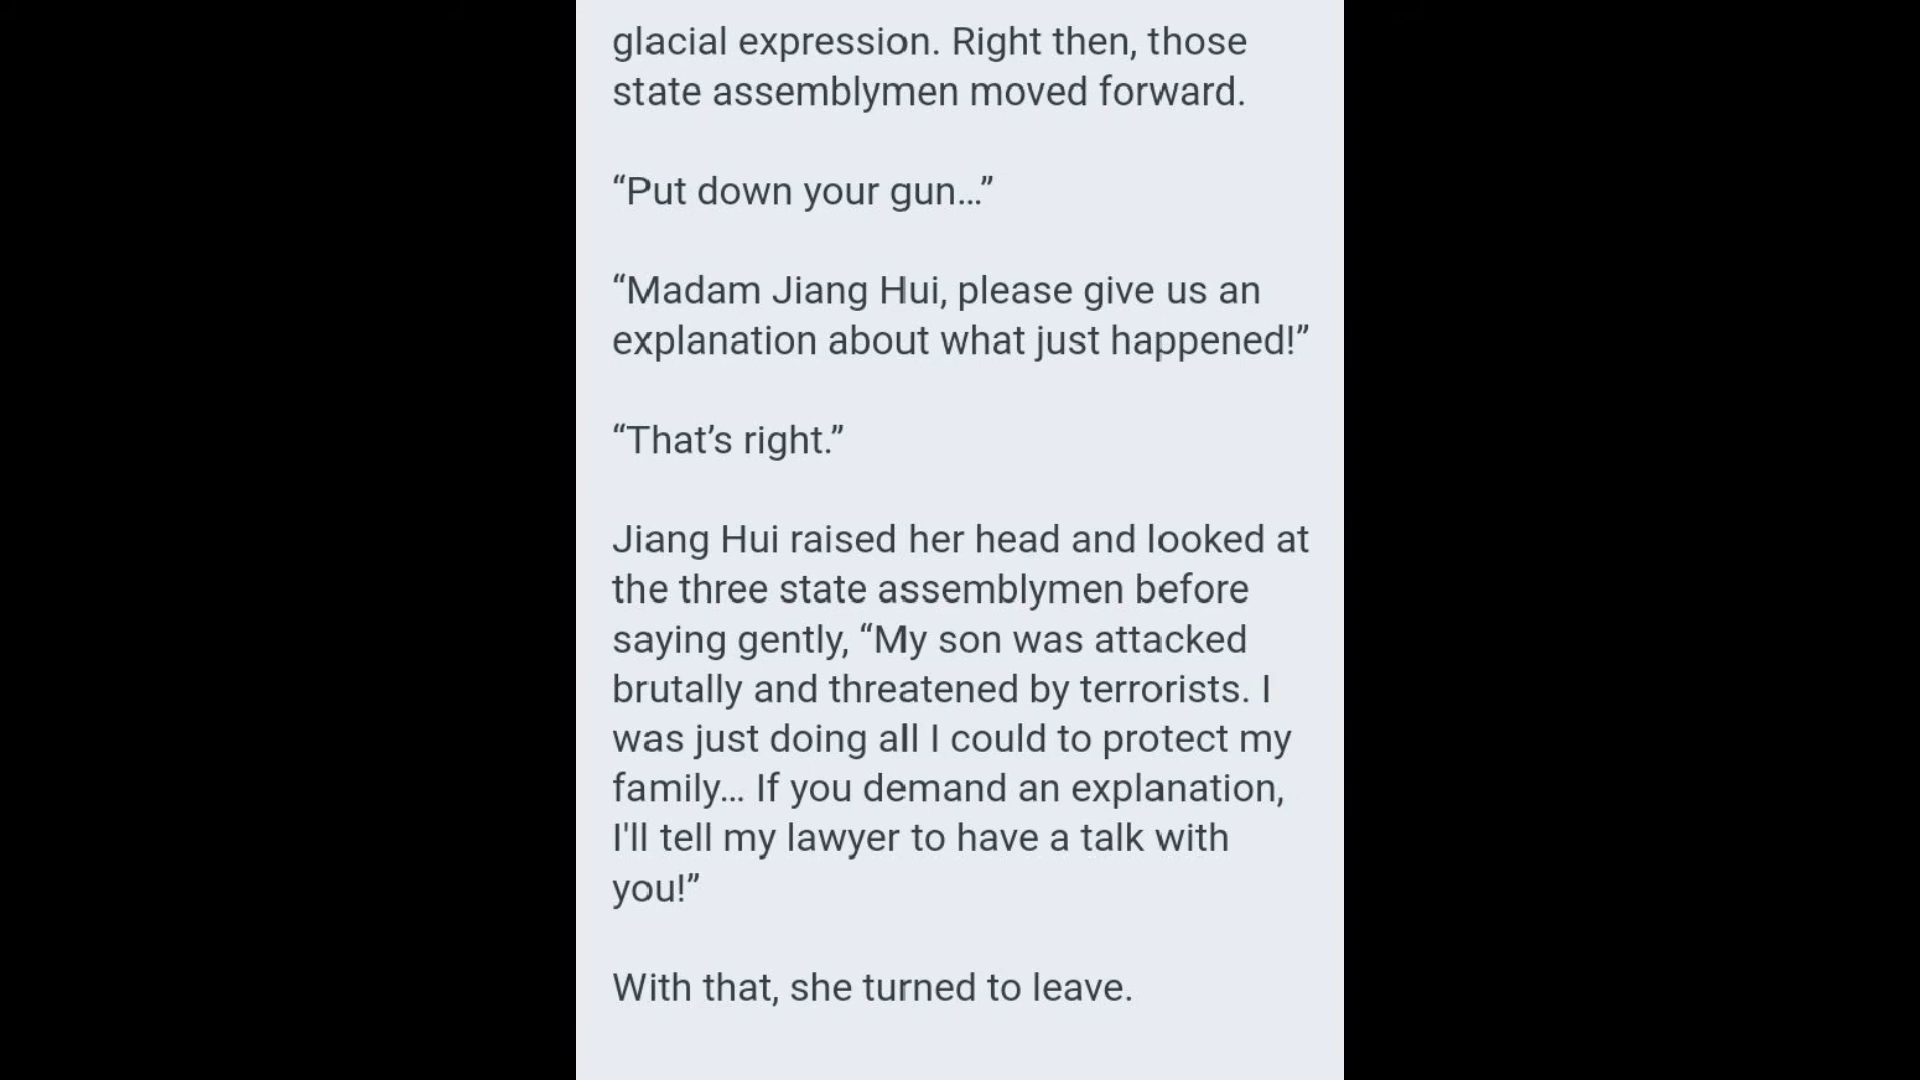 glacial expression. Right then, those
state assemblymen moved forward.
“Put down your gun…”
“Madam Jiang Hui, please give us an
explanation about what just happened!”
“That’s right.”
Jiang Hui raised her head and looked at
the three state assemblymen before
saying gently, “My son was attacked
brutally and threatened by terrorists. I
was just doing all I could to protect my
family… If you demand an explanation,
I'll tell my lawyer to have a talk with
you!”
With that, she turned to leave.